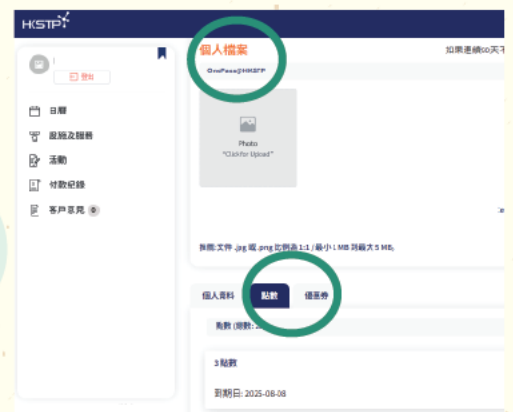 HKSTP
個人檔案
如果連續60天不
OnePass@HKSTP
登出
日曆
設施及服務
活動
付款紀錄
客戶意見 0
Photo
"Click for Upload"
.jpg 或 .png 比例為 1:1 / 最小 1 MB 到最大 5 MB。
個人資料 點數 優惠券
點數 (總數: 2
3 點數
到期日: 2025-08-08